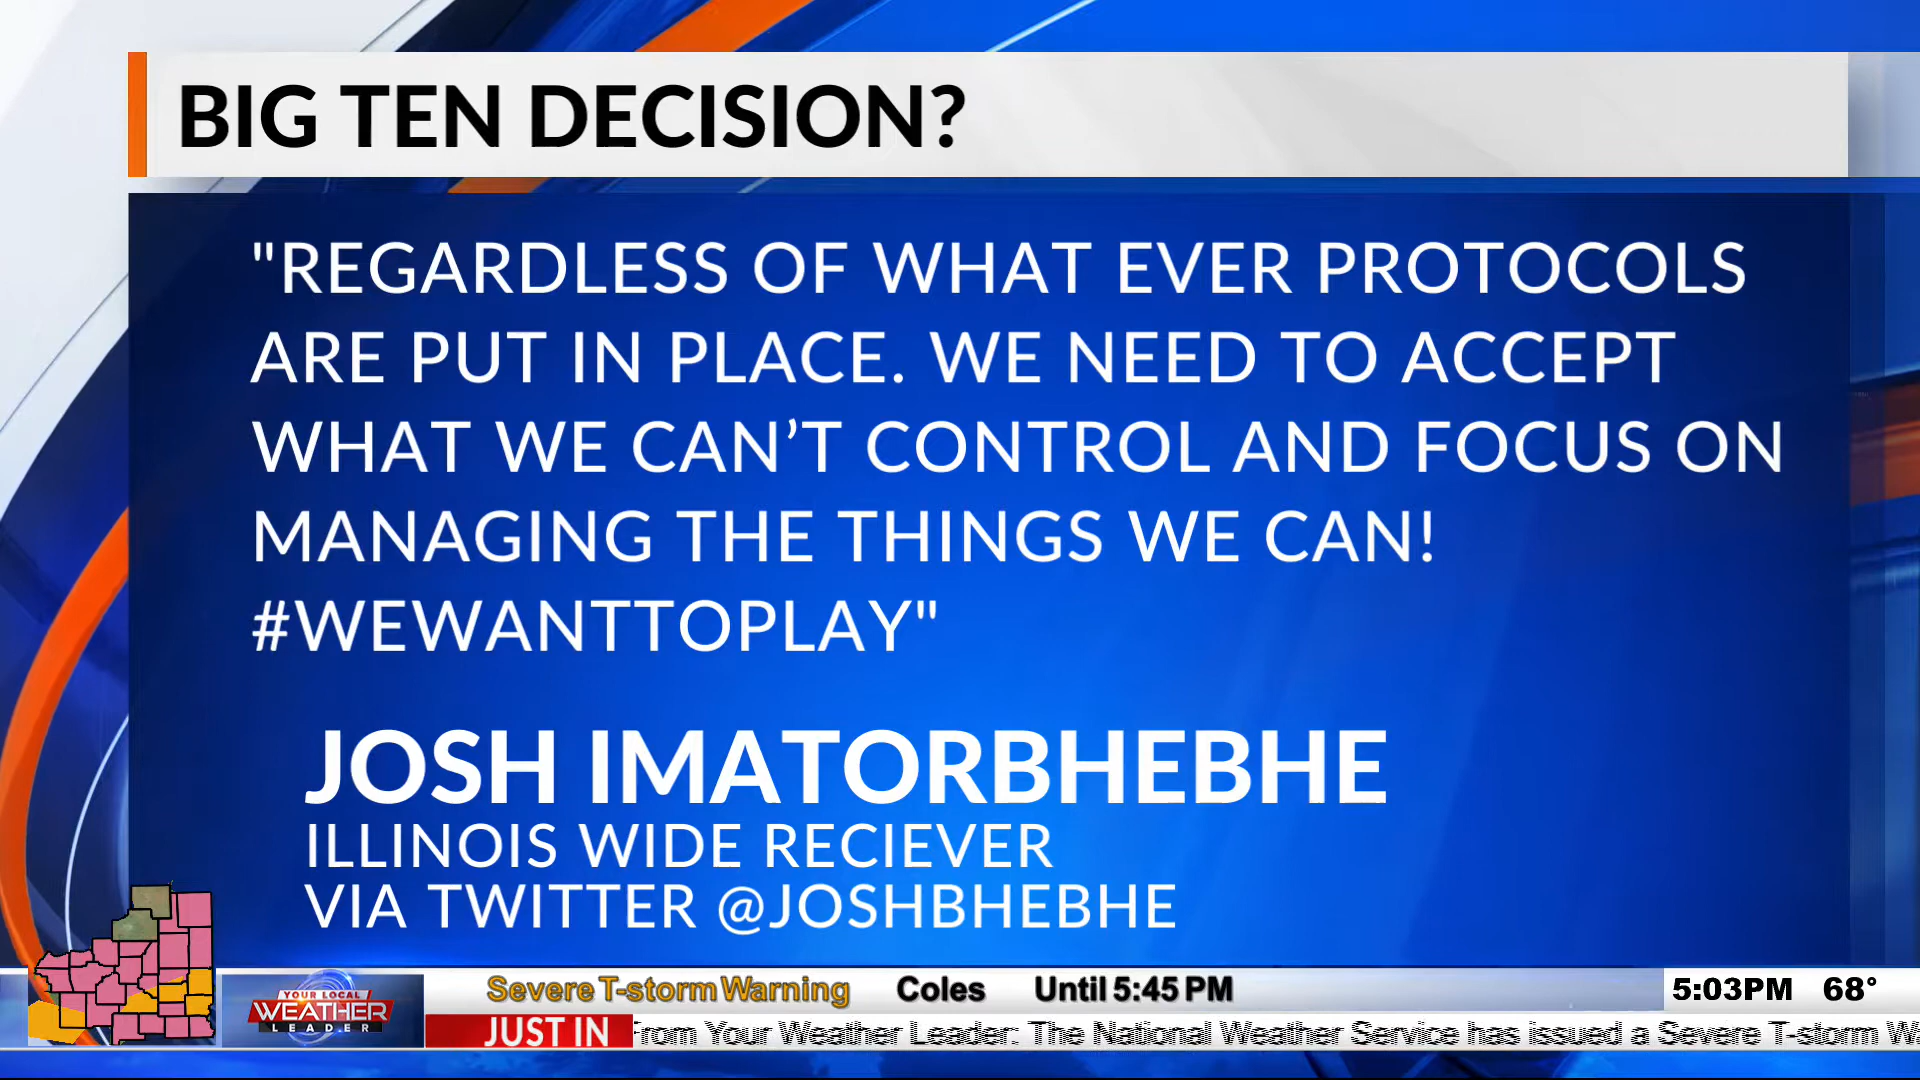 BIG TEN DECISION?
"REGARDLESS OF WHAT EVER PROTOCOLS
ARE PUT IN PLACE. WE NEED TO ACCEPT
WHAT WE CAN’T CONTROL AND FOCUS ON
MANAGING THE THINGS WE CAN!
#WEWANTTOPLAY"
JOSH IMATORBHEBHE
ILLINOIS WIDE RECIEVER
VIA TWITTER @JOSHBHEBHE
YOUR LOCAL
WEATHER
LEADER
Severe T-storm Warning Coles Until 5:45 PM
5:03PM 68°
JUST IN From Your Weather Leader: The National Weather Service has issued a Severe T-storm